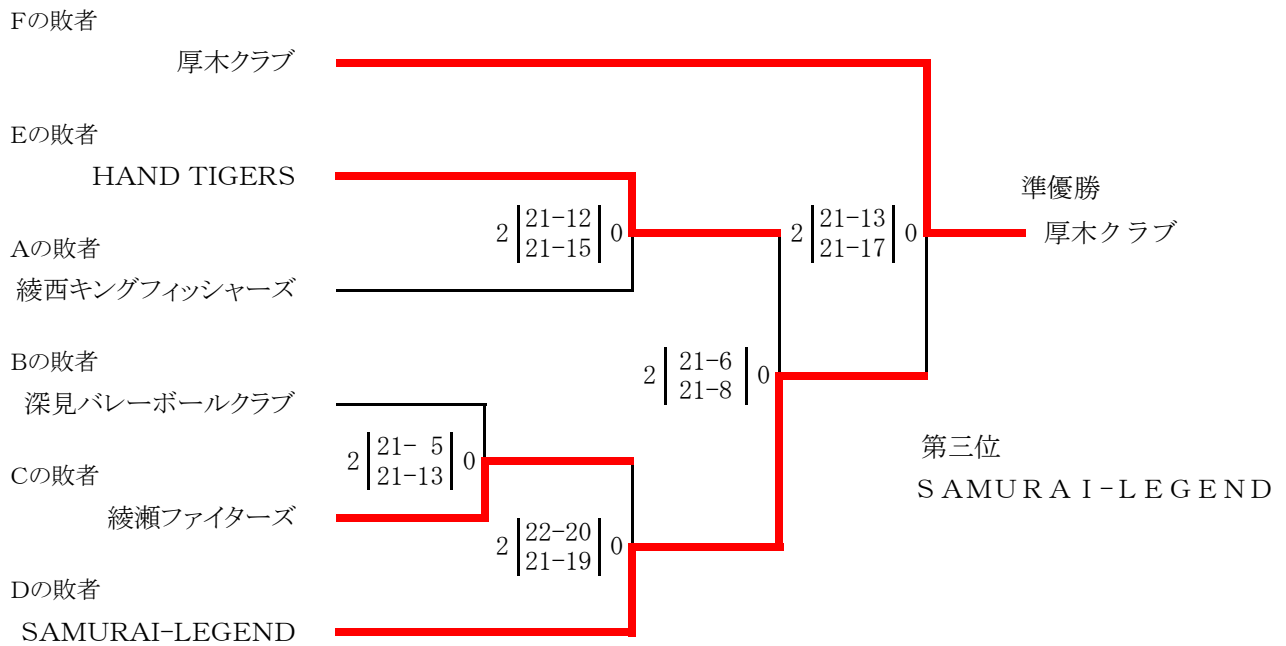 Fの敗者
厚木クラブ
Eの敗者
HAND TIGERS
準優勝
2 21-12 0
21-15
2 21-13 0
21-17
厚木クラブ
Aの敗者
綾西キングフィッシャーズ
Bの敗者
2 21-6 0
21-8
深見バレーボールクラブ
2 21- 5 0
21-13
第三位
Cの敗者
SAMURAI-LEGEND
綾瀬ファイターズ
2 22-20 0
21-19
Dの敗者
SAMURAI-LEGEND